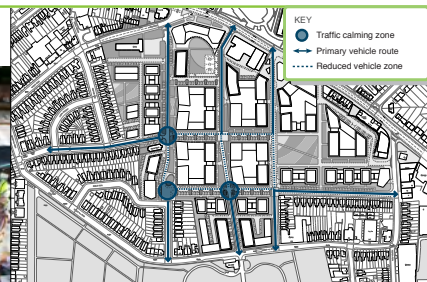 KEY
Traffic calming zone
Primary vehicle route
Reduced vehicle zone